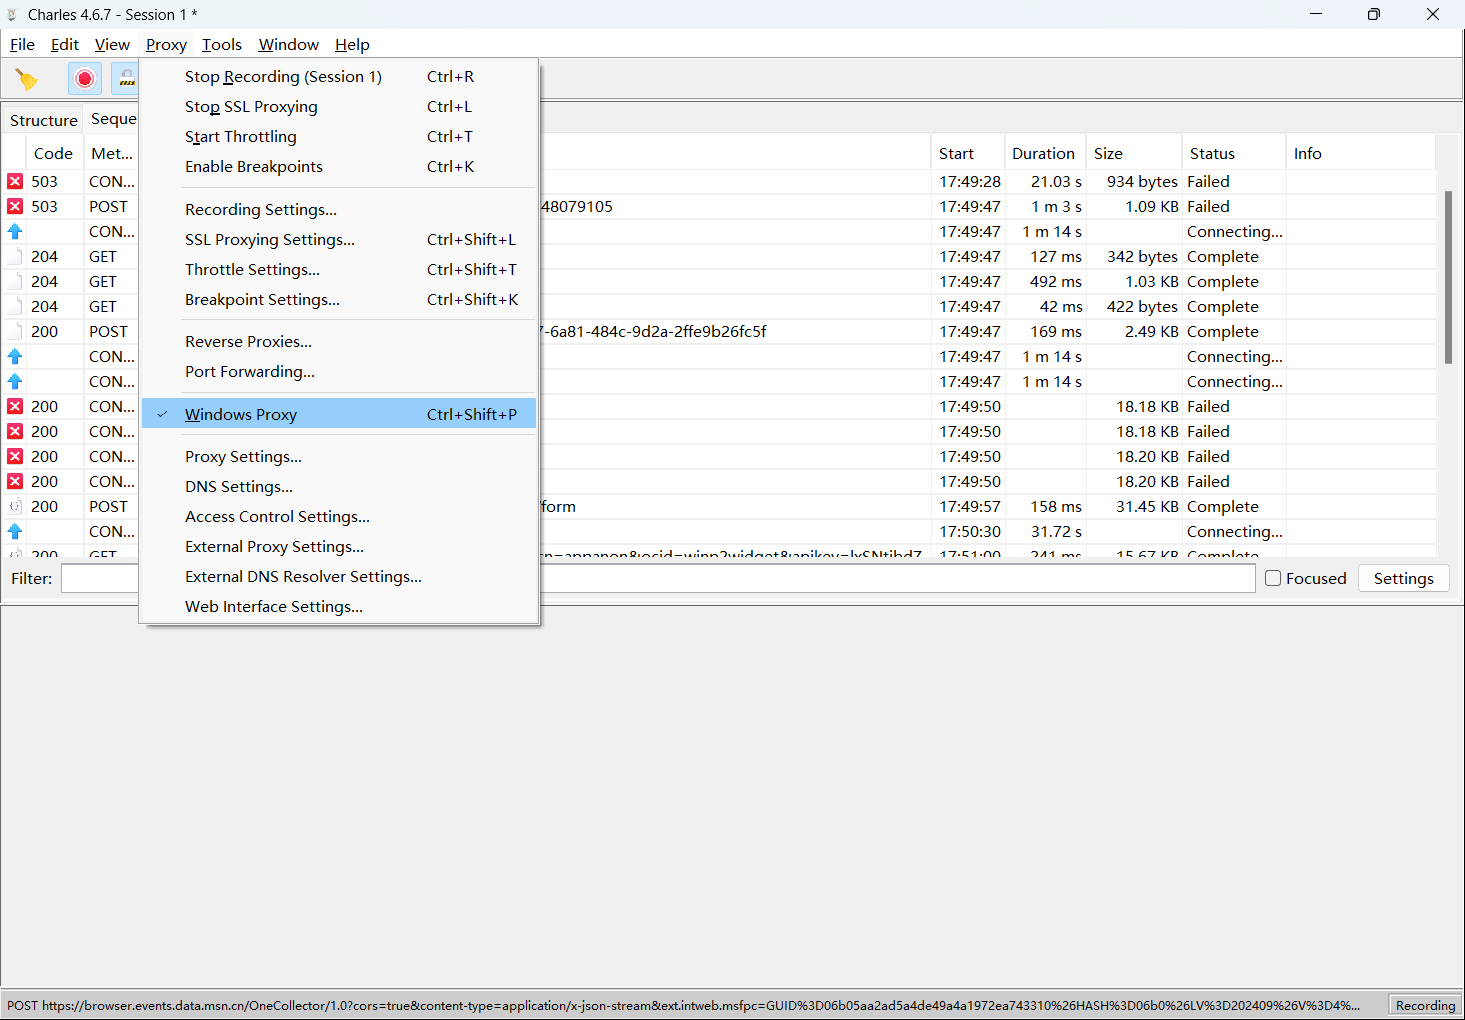 Charles 4.6.7 - Session 1 *
File Edit View Proxy Tools Window Help
Stop Recording (Session 1) Ctrl+R
Stop SSL Proxying Ctrl+L
Start Throttling Ctrl+T
Enable Breakpoints Ctrl+K
Recording Settings...
SSL Proxying Settings... Ctrl+Shift+L
Throttle Settings... Ctrl+Shift+T
Breakpoint Settings... Ctrl+Shift+K
Reverse Proxies...
Port Forwarding...
Windows Proxy Ctrl+Shift+P
Proxy Settings...
DNS Settings...
Access Control Settings...
External Proxy Settings...
External DNS Resolver Settings...
Web Interface Settings...
Structure Seque
Code Met... Start Duration Size Status Info
503 CON... 17:49:28 21.03 s 934 bytes Failed
503 POST 48079105 17:49:47 1 m 3 s 1.09 KB Failed
CON... 17:49:47 1 m 14 s Connecting...
204 GET 17:49:47 127 ms 342 bytes Complete
204 GET 17:49:47 492 ms 1.03 KB Complete
204 GET 17:49:47 42 ms 422 bytes Complete
200 POST 7-6a81-484c-9d2a-2ffe9b26fc5f 17:49:47 169 ms 2.49 KB Complete
CON... 17:49:47 1 m 14 s Connecting...
CON... 17:49:47 1 m 14 s Connecting...
200 CON... 17:49:50 18.18 KB Failed
200 CON... 17:49:50 18.18 KB Failed
200 CON... 17:49:50 18.20 KB Failed
200 CON... 17:49:50 18.20 KB Failed
200 POST /form 17:49:57 158 ms 31.45 KB Complete
CON... 17:50:30 31.72 s Connecting...
200 GET 17:51:00 241 ms 15.67 KB Complete
Filter: Focused Settings
POST https://browser.events.data.msn.cn/OneCollector/1.0?cors=true&content-type=application/x-json-stream&ext.intweb.msfpc=GUID%3D06b05aa2ad5a4de49a4a1972ea743310%26HASH%3D06b0%26LV%3D202409%26V%3D4%... Recording